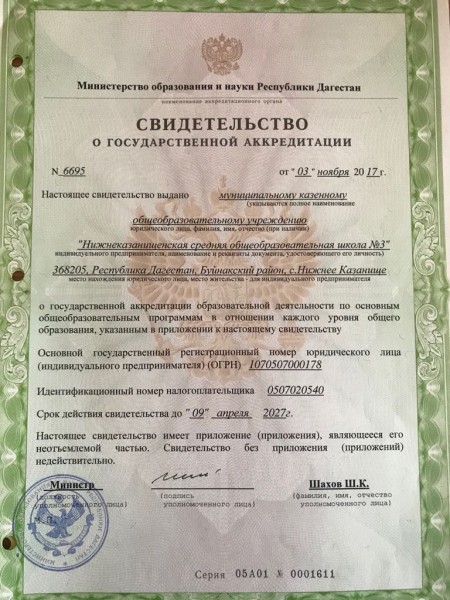 Министерство образования и науки Республики Дагестан
наименование аккредитационного органа
СВИДЕТЕЛЬСТВО
О ГОСУДАРСТВЕННОЙ АККРЕДИТАЦИИ
N 6695 от "03" ноября 2017г.
Настоящее свидетельство выдано муниципальному казенному
(указывается полное наименование
общеобразовательному учреждению
юридического лица, фамилия, имя, отчество (при наличии)
"Нижнеказанищенская средняя общеобразовательная школа №3"
индивидуального предпринимателя, наименование и реквизиты документа, удостоверяющего его личность)
368205, Республика Дагестан, Буйнакский район, с.Нижнее Казанище
место нахождения юридического лица, место жительства - для индивидуального предпринимателя
о государственной аккредитации образовательной деятельности по основным
общеобразовательным программам в отношении каждого уровня общего
образования, указанным в приложении к настоящему свидетельству
Основной государственный регистрационный номер юридического лица
(индивидуального предпринимателя) (ОГРН) 1070507000178
Идентификационный номер налогоплательщика 0507020540
Срок действия свидетельства до "09" апреля 2027г.
Настоящее свидетельство имеет приложение (приложения), являющееся его
неотъемлемой частью. Свидетельство без приложения (приложений)
недействительно.
Министр Шахов Ш.К.
(должность (подпись (фамилия, имя, отчество
уполномоченного лица) уполномоченного лица) уполномоченного лица)
М.П.
Серия 05А01 № 0001611